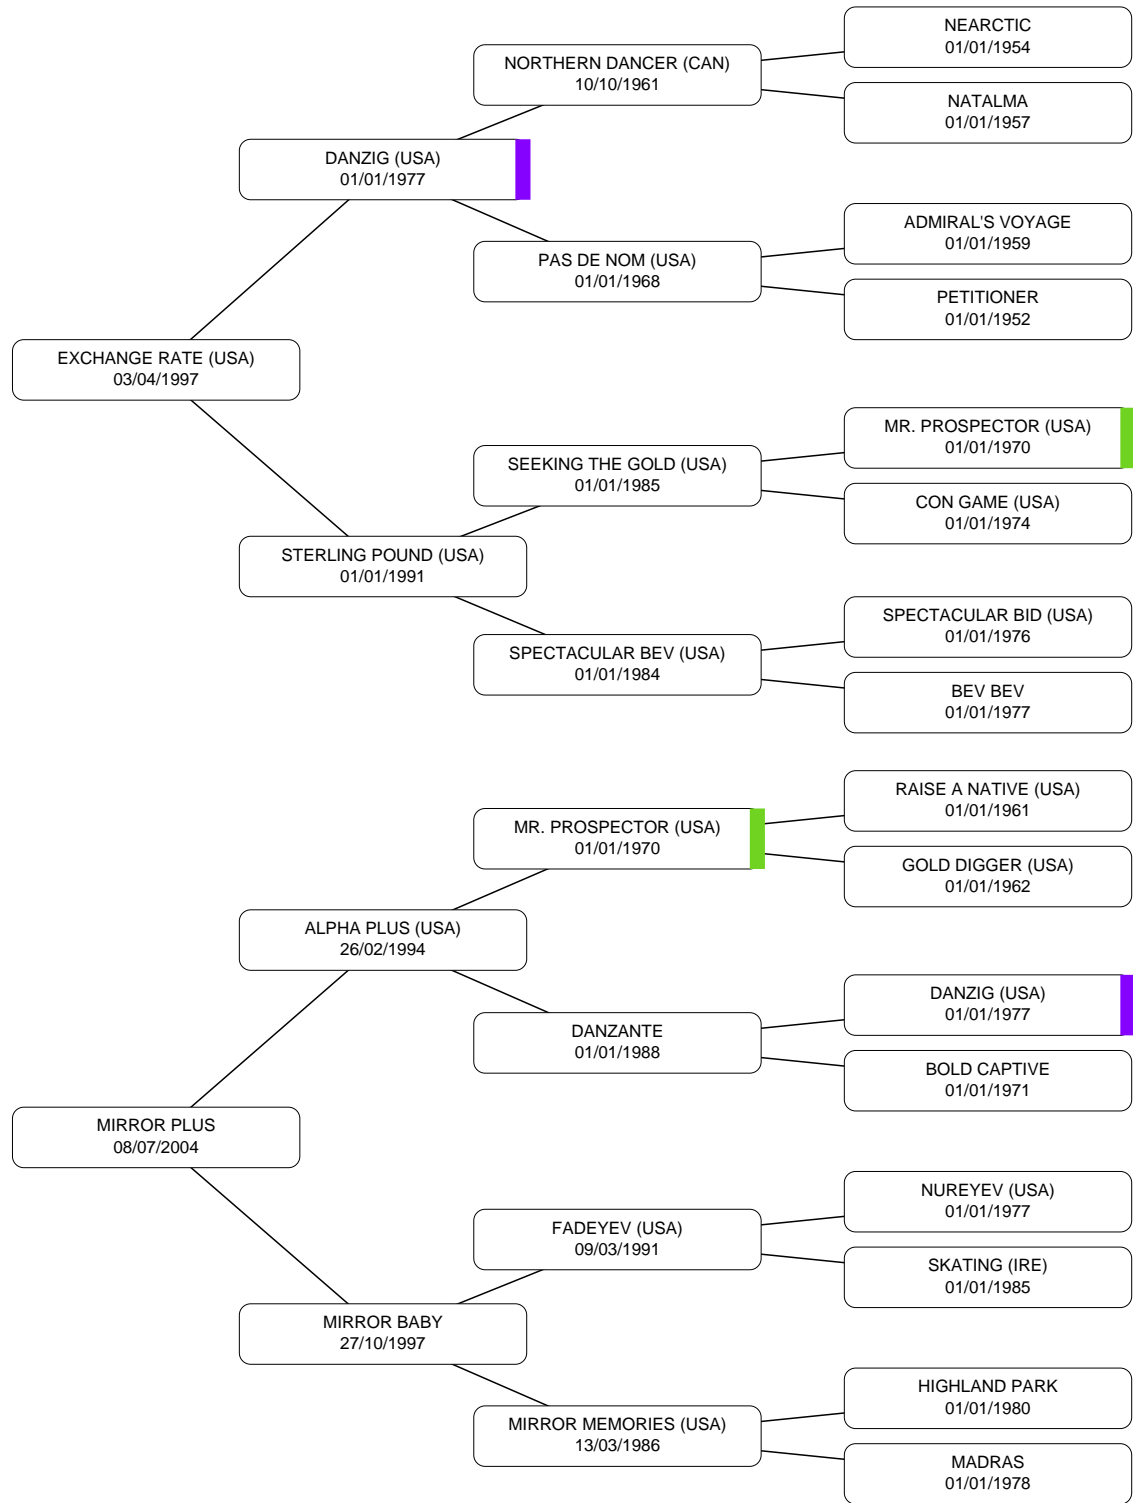 NEARCTIC
01/01/1954
NORTHERN DANCER (CAN)
10/10/1961
NATALMA
01/01/1957
DANZIG (USA)
01/01/1977
ADMIRAL'S VOYAGE
01/01/1959
PAS DE NOM (USA)
01/01/1968
PETITIONER
01/01/1952
EXCHANGE RATE (USA)
03/04/1997
MR. PROSPECTOR (USA)
01/01/1970
SEEKING THE GOLD (USA)
01/01/1985
CON GAME (USA)
01/01/1974
STERLING POUND (USA)
01/01/1991
SPECTACULAR BID (USA)
01/01/1976
SPECTACULAR BEV (USA)
01/01/1984
BEV BEV
01/01/1977
RAISE A NATIVE (USA)
01/01/1961
MR. PROSPECTOR (USA)
01/01/1970
GOLD DIGGER (USA)
01/01/1962
ALPHA PLUS (USA)
26/02/1994
DANZIG (USA)
01/01/1977
DANZANTE
01/01/1988
BOLD CAPTIVE
01/01/1971
MIRROR PLUS
08/07/2004
NUREYEV (USA)
01/01/1977
FADEYEV (USA)
09/03/1991
SKATING (IRE)
01/01/1985
MIRROR BABY
27/10/1997
HIGHLAND PARK
01/01/1980
MIRROR MEMORIES (USA)
13/03/1986
MADRAS
01/01/1978